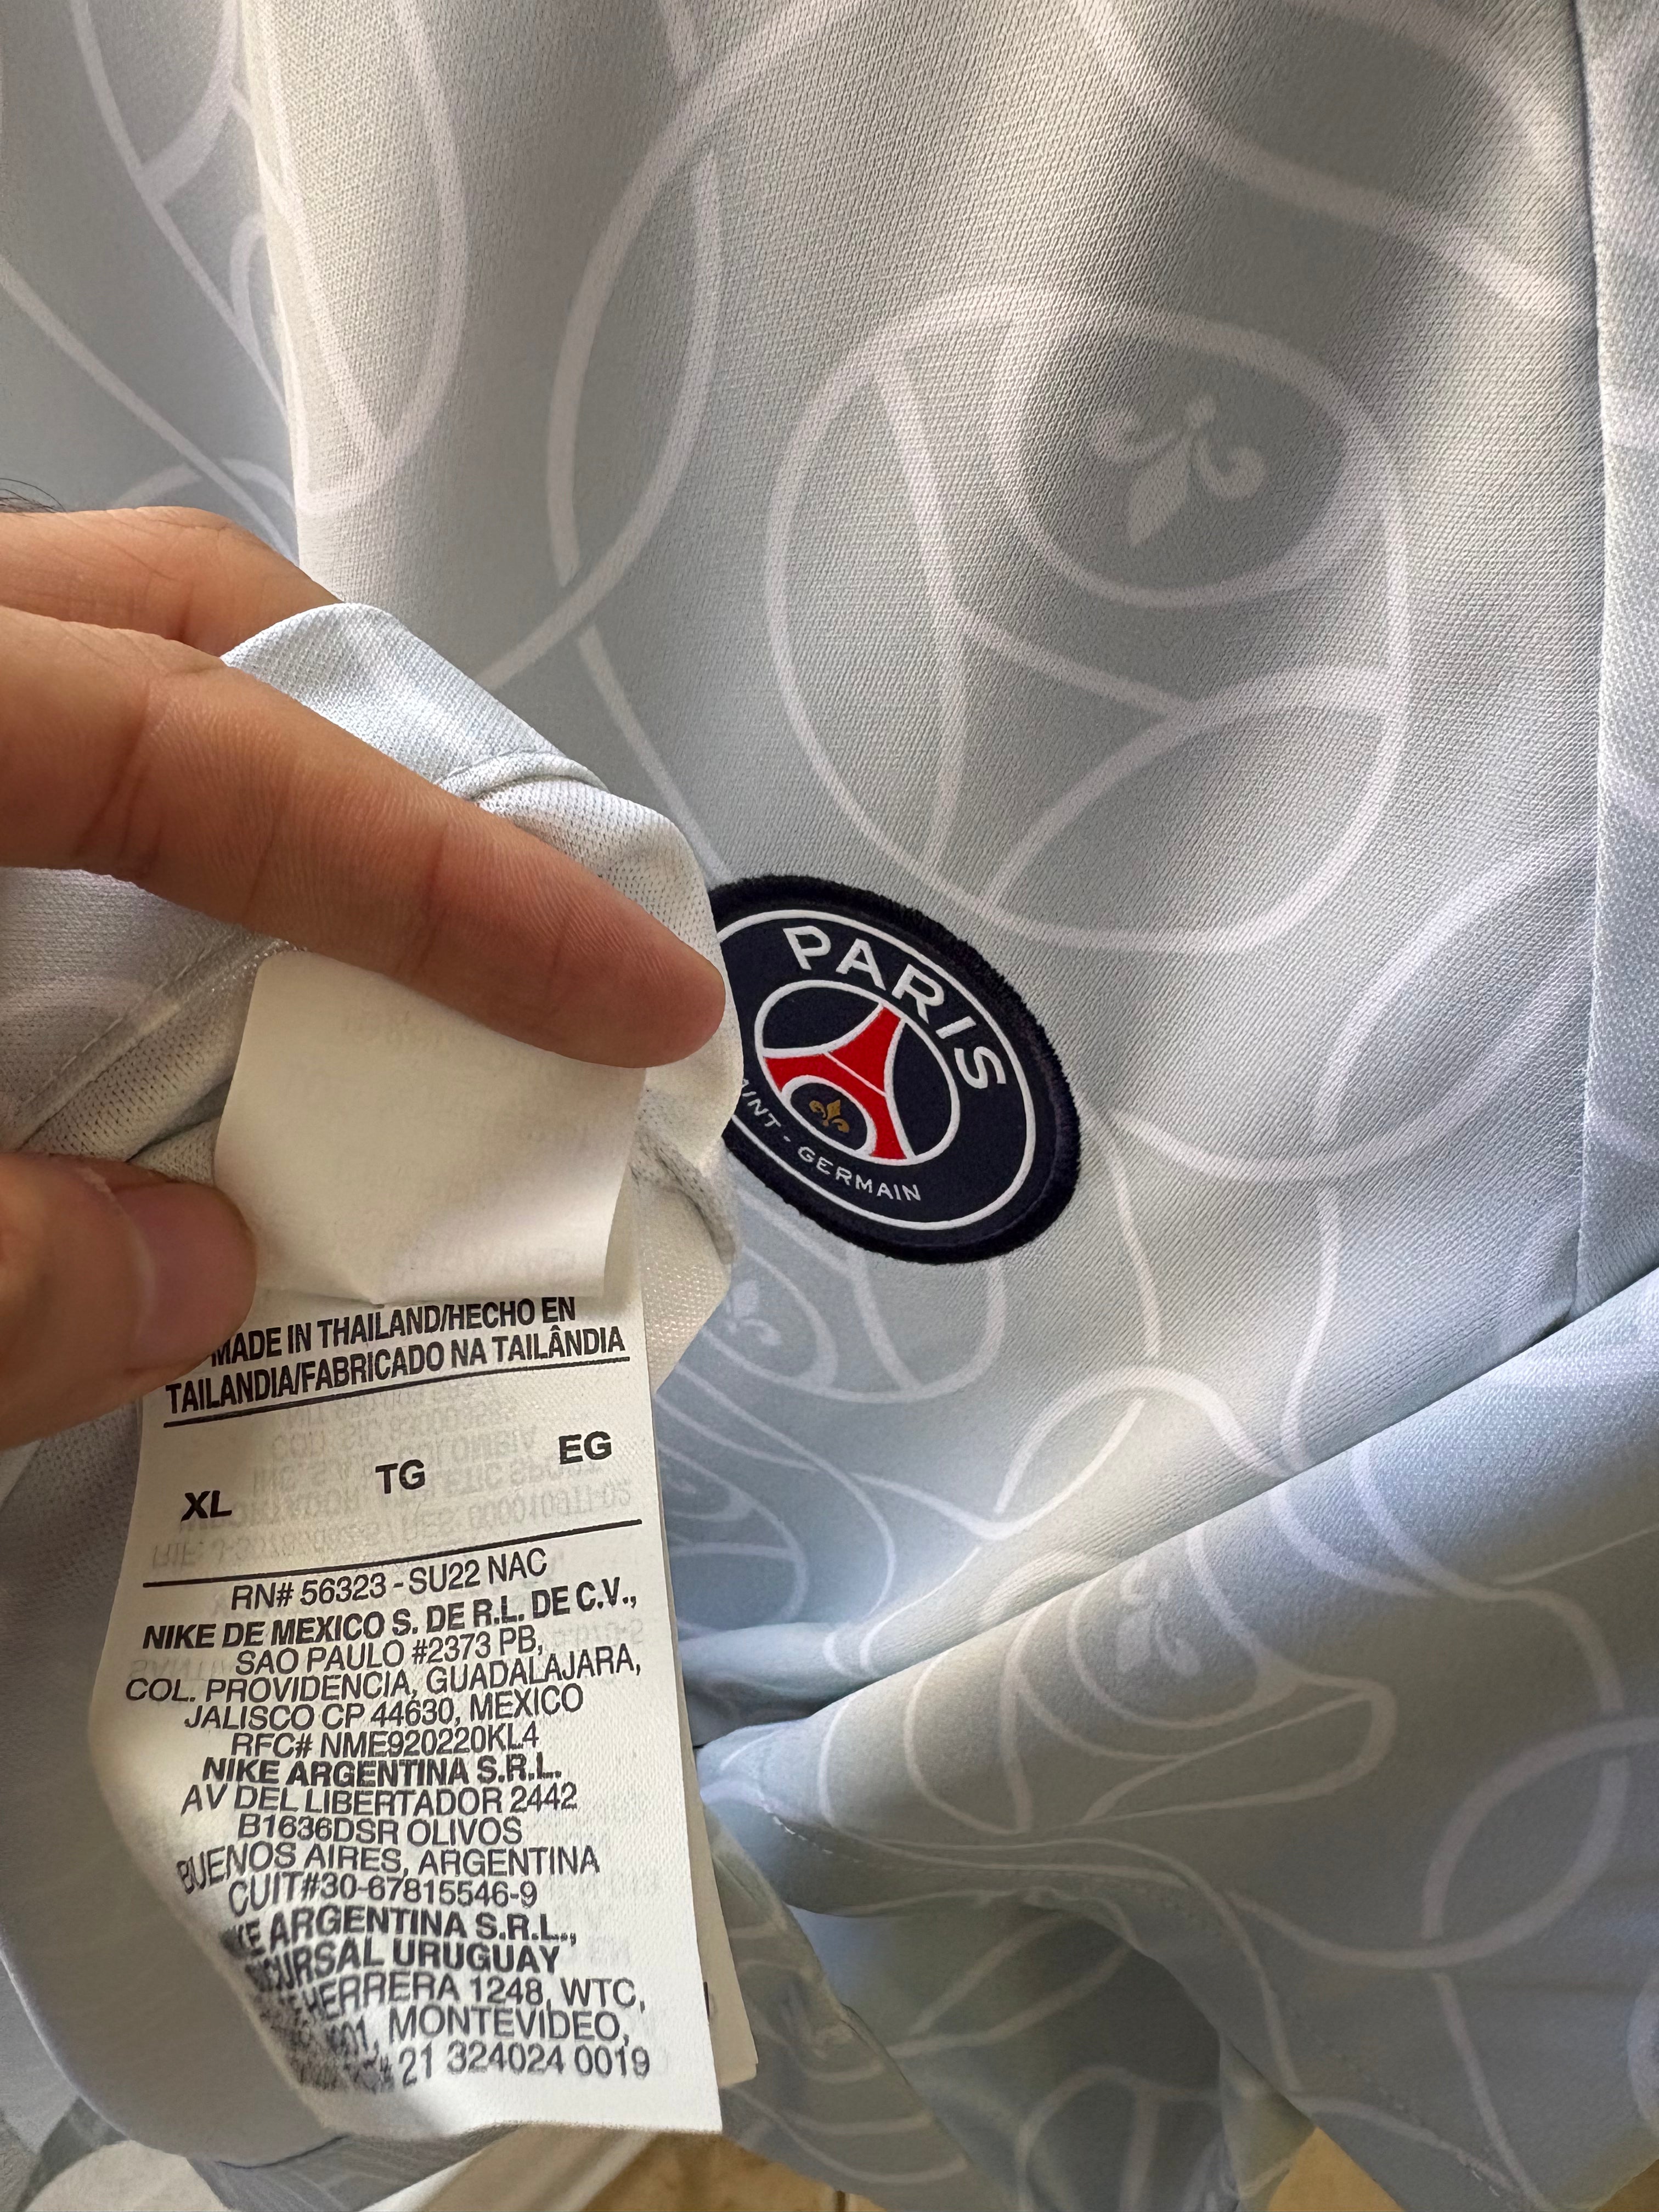 PARIS
INT - GERMAIN
MADE IN THAILAND/HECHO EN
TAILANDIA/FABRICADO NA TAILÂNDIA
XL TG EG
RN# 56323 - SU22 NAC
NIKE DE MEXICO S. DE R.L. DE C.V.,
SAO PAULO #2373 PB,
COL. PROVIDENCIA, GUADALAJARA,
JALISCO CP 44630, MEXICO
RFC# NME920220KL4
NIKE ARGENTINA S.R.L.
AV DEL LIBERTADOR 2442
B1636DSR OLIVOS
BUENOS AIRES, ARGENTINA
CUIT#30-67815546-9
ARGENTINA S.R.L.,
URUGUAY
HERRERA 1248, WTC,
MONTEVIDEO,
21 324024 0019